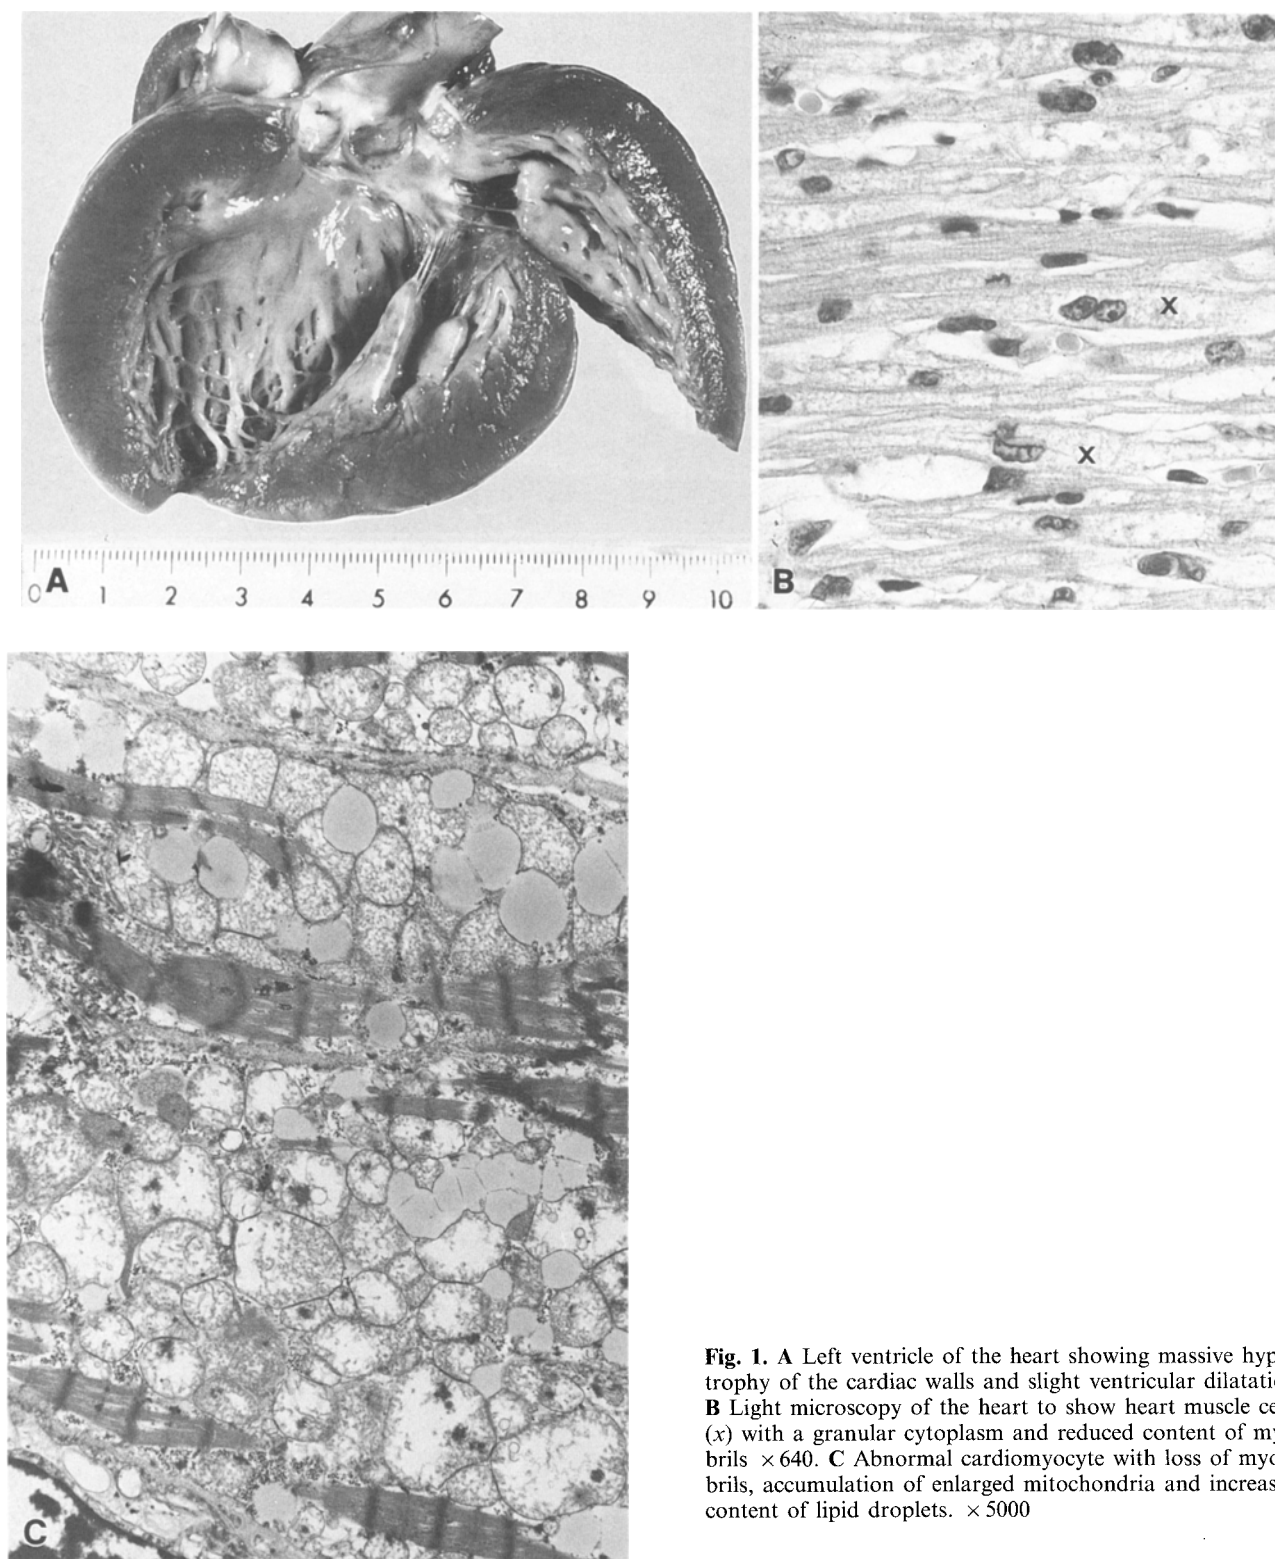 0 A 1 2 3 4 5 6 7 8 9 10
x
x
B
C
Fig. 1. A Left ventricle of the heart showing massive hyp
trophy of the cardiac walls and slight ventricular dilatati
B Light microscopy of the heart to show heart muscle ce
(x) with a granular cytoplasm and reduced content of my
brils ×640. C Abnormal cardiomyocyte with loss of myo
brils, accumulation of enlarged mitochondria and increas
content of lipid droplets. ×5000